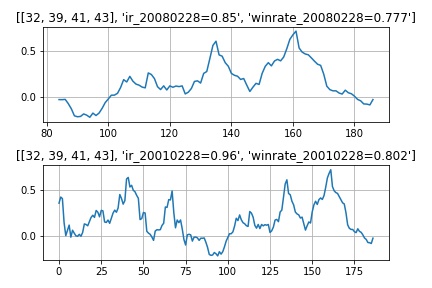 [[32, 39, 41, 43], 'ir_20080228=0.85', 'winrate_20080228=0.777']
0.5
0.0
80 100 120 140 160 180
[[32, 39, 41, 43], 'ir_20010228=0.96', 'winrate_20010228=0.802']
0.5
0.0
0 25 50 75 100 125 150 175